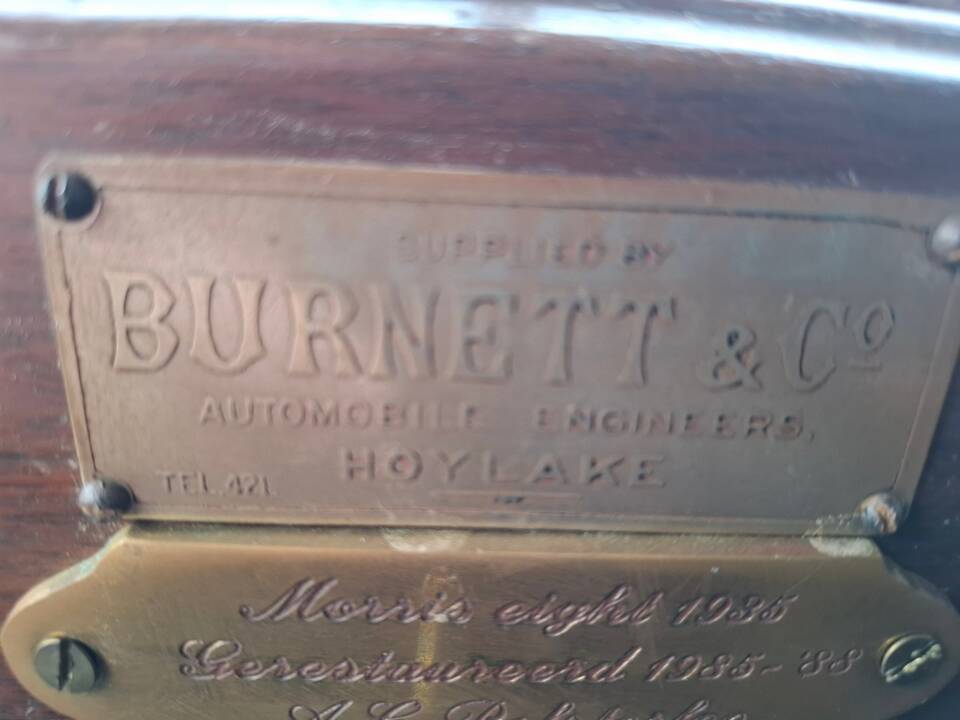 SUPPLIED BY
BURNETT & Co
AUTOMOBILE ENGINEERS,
HOYLAKE
TEL. 421.
Morris eight 1935
Gerestaureerd 1985-'88